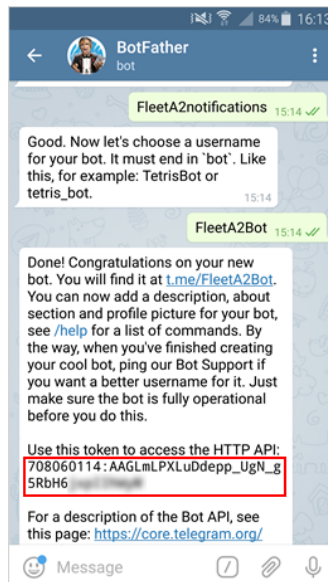 84% 16:13
BotFather
bot
FleetA2notifications 15:14
Good. Now let's choose a username
for your bot. It must end in `bot`. Like
this, for example: TetrisBot or
tetris_bot.
15:14
FleetA2Bot 15:14
Done! Congratulations on your new
bot. You will find it at t.me/FleetA2Bot.
You can now add a description, about
section and profile picture for your bot,
see /help for a list of commands. By
the way, when you've finished creating
your cool bot, ping our Bot Support if
you want a better username for it. Just
make sure the bot is fully operational
before you do this.
Use this token to access the HTTP API:
708060114:AAGLmLPXLuDdepp_UgN_g
5RbH6
For a description of the Bot API, see
this page: https://core.telegram.org/
Message